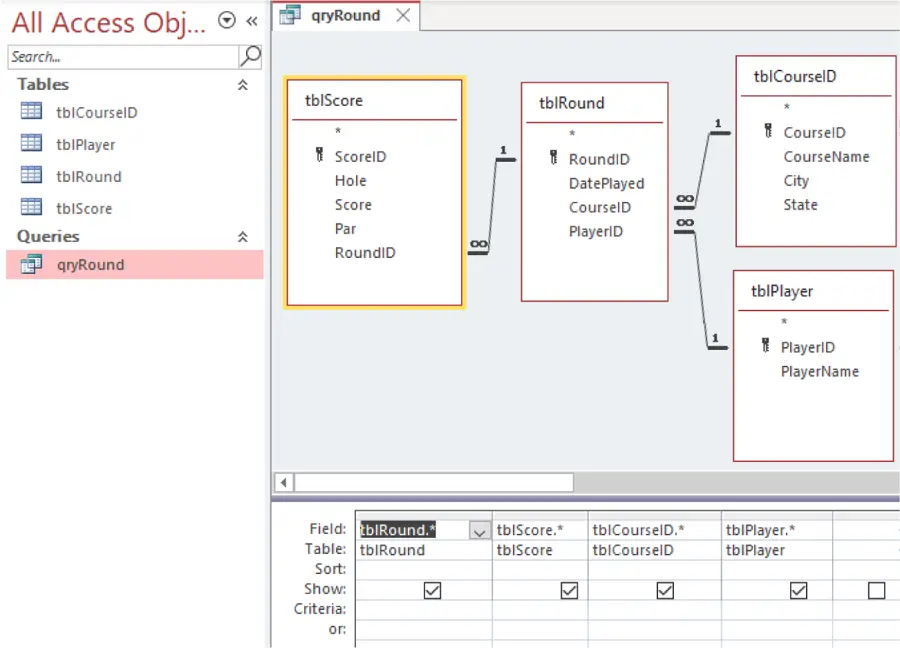 All Access Obj...
Search...
Tables
tblCourseID
tblPlayer
tblRound
tblScore
Queries
qryRound
qryRound
tblScore
*
ScoreID
Hole
Score
Par
RoundID
∞
1
tblRound
*
RoundID
DatePlayed
CourseID
PlayerID
∞
∞
1
1
tblCourseID
*
CourseID
CourseName
City
State
tblPlayer
*
PlayerID
PlayerName
Field: tblRound.* tblScore.* tblCourseID.* tblPlayer.*
Table: tblRound tblScore tblCourseID tblPlayer
Sort:
Show:
Criteria:
or: